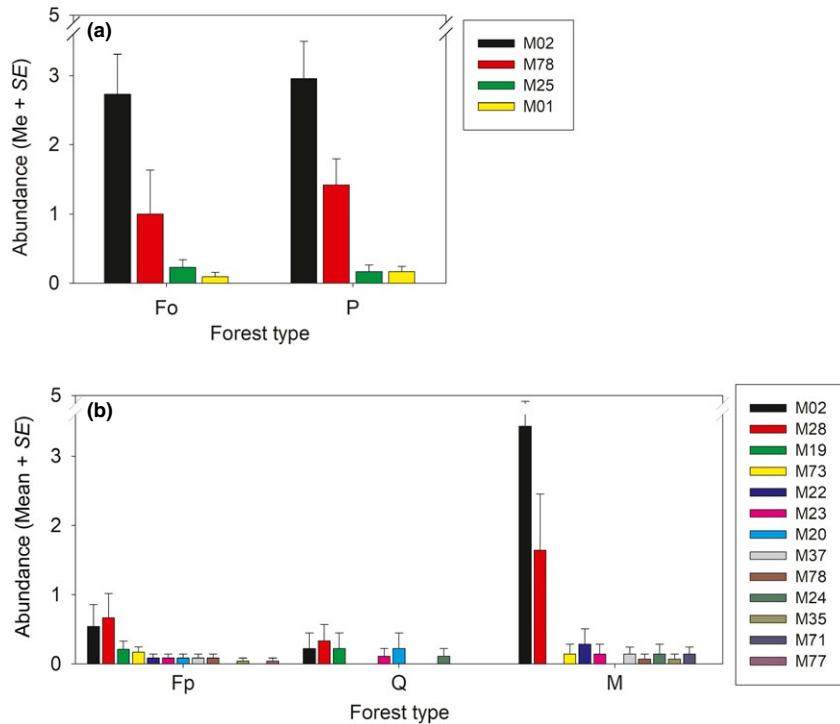 (a)
5
3
2
1
0
Abundance (Me + SE)
Fo P
Forest type
M02
M78
M25
M01
(b)
5
3
2
1
0
Abundance (Mean + SE)
Fp Q M
Forest type
M02
M28
M19
M73
M22
M23
M20
M37
M78
M24
M35
M71
M77